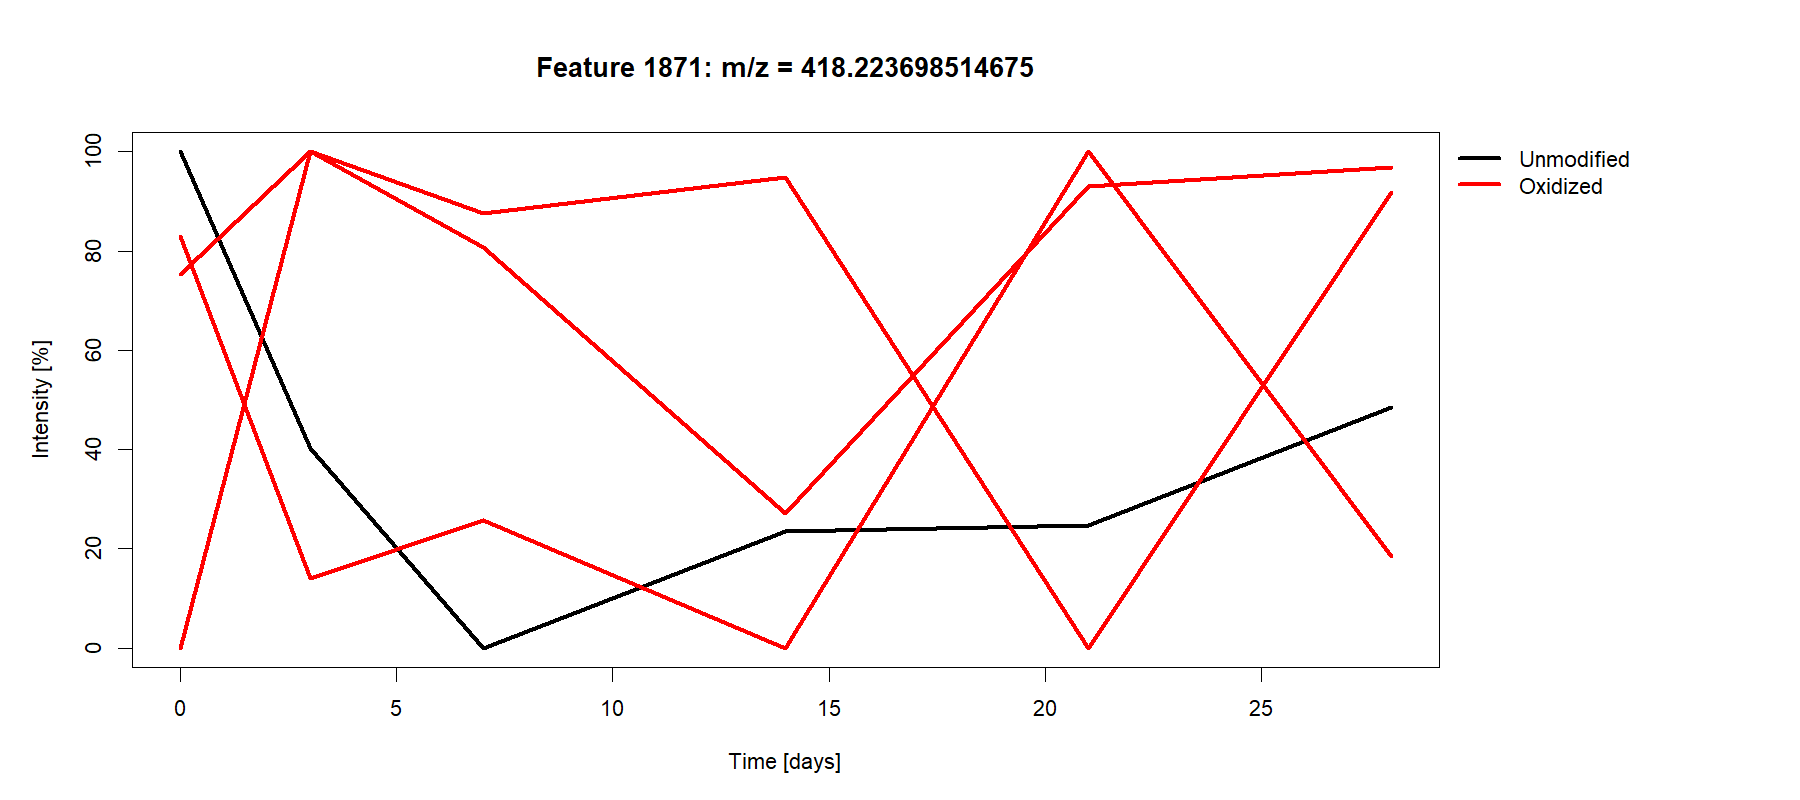 Feature 1871: m/z = 418.223698514675
Unmodified
Oxidized
Intensity [%]
100
80
60
40
20
0
0 5 10 15 20 25
Time [days]